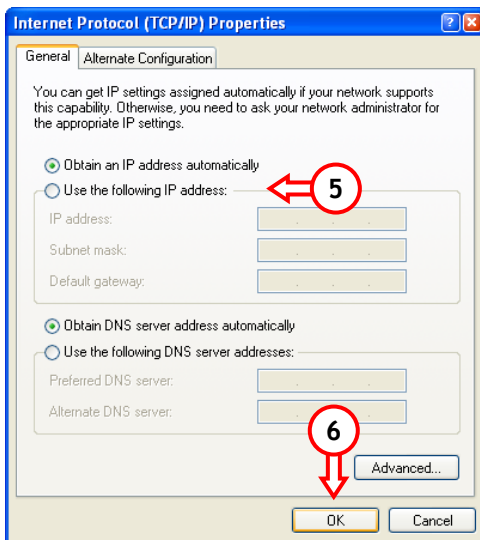 Internet Protocol (TCP/IP) Properties
General
Alternate Configuration
You can get IP settings assigned automatically if your network supports
this capability. Otherwise, you need to ask your network administrator for
the appropriate IP settings.
Obtain an IP address automatically
Use the following IP address:
5
IP address:
Subnet mask:
Default gateway:
Obtain DNS server address automatically
Use the following DNS server addresses:
Preferred DNS server:
Alternate DNS server:
6
Advanced...
OK
Cancel